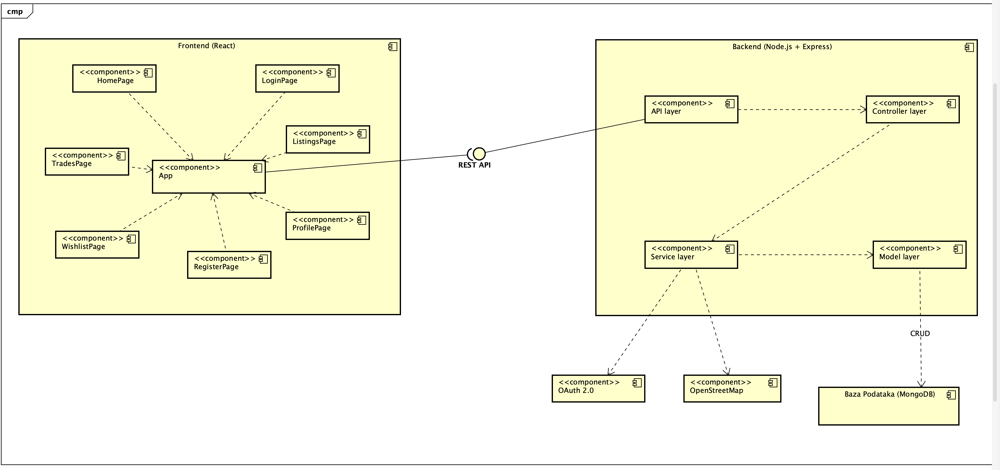 cmp
Frontend (React)
<<component>>
HomePage
<<component>>
LoginPage
<<component>>
ListingsPage
<<component>>
TradesPage
<<component>>
App
<<component>>
ProfilePage
<<component>>
WishlistPage
<<component>>
RegisterPage
REST API
Backend (Node.js + Express)
<<component>>
API layer
<<component>>
Controller layer
<<component>>
Service layer
<<component>>
Model layer
CRUD
<<component>>
OAuth 2.0
<<component>>
OpenStreetMap
Baza Podataka (MongoDB)